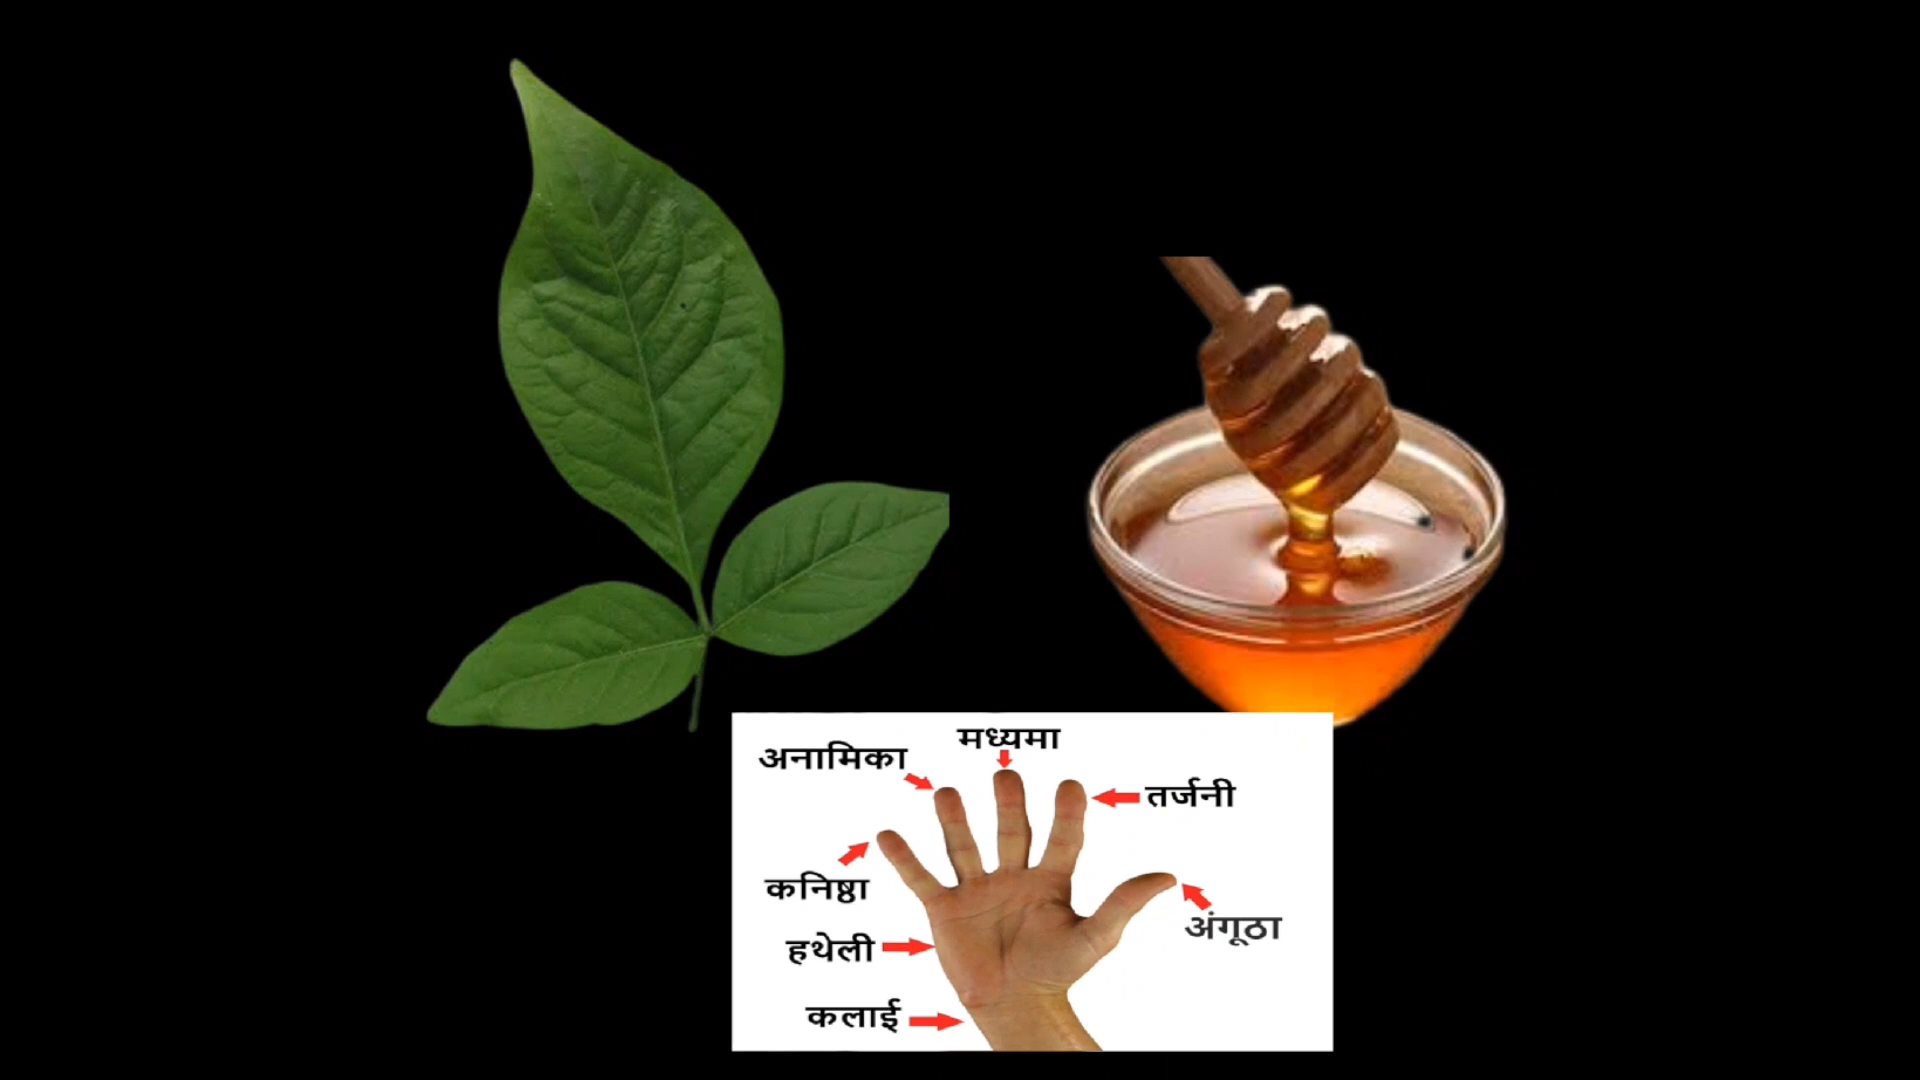 मध्यमा
अनामिका
तर्जनी
कनिष्ठा
अंगूठा
हथेली
कलाई